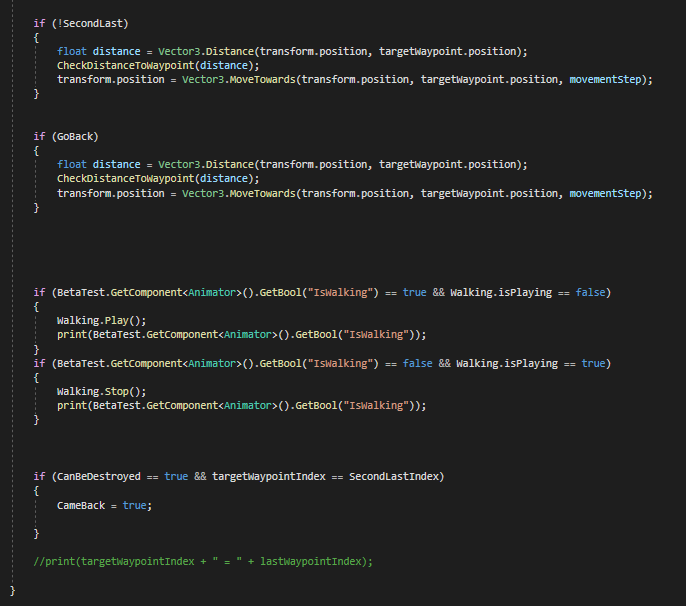 if (!SecondLast)
{
float distance = Vector3.Distance(transform.position, targetWaypoint.position);
CheckDistanceToWaypoint(distance);
transform.position = Vector3.MoveTowards(transform.position, targetWaypoint.position, movementStep);
}
if (GoBack)
{
float distance = Vector3.Distance(transform.position, targetWaypoint.position);
CheckDistanceToWaypoint(distance);
transform.position = Vector3.MoveTowards(transform.position, targetWaypoint.position, movementStep);
}
if (BetaTest.GetComponent<Animator>().GetBool("IsWalking") == true && Walking.isPlaying == false)
{
Walking.Play();
print(BetaTest.GetComponent<Animator>().GetBool("IsWalking"));
}
if (BetaTest.GetComponent<Animator>().GetBool("IsWalking") == false && Walking.isPlaying == true)
{
Walking.Stop();
print(BetaTest.GetComponent<Animator>().GetBool("IsWalking"));
}
if (CanBeDestroyed == true && targetWaypointIndex == SecondLastIndex)
{
CameBack = true;
}
//print(targetWaypointIndex + " = " + lastWaypointIndex);
}